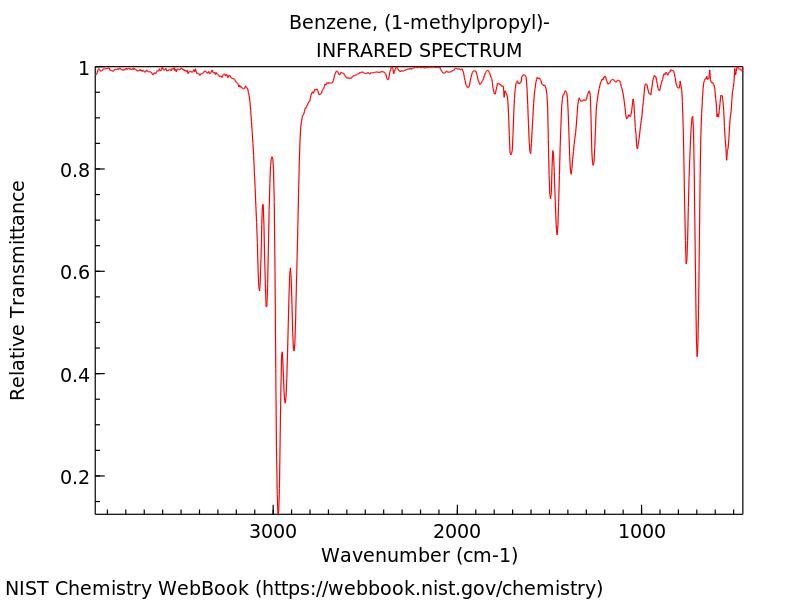 Benzene, (1-methylpropyl)-
INFRARED SPECTRUM
1
0.8
0.6
0.4
0.2
Relative Transmittance
3000 2000 1000
Wavenumber (cm-1)
NIST Chemistry WebBook (https://webbook.nist.gov/chemistry)